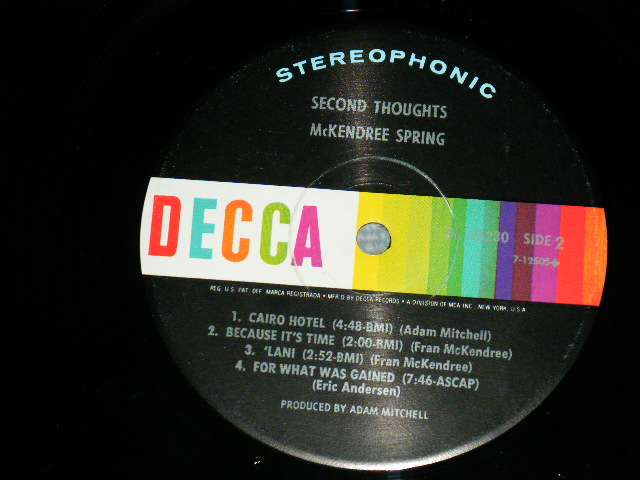 STEREOPHONIC
SECOND THOUGHTS
McKENDREE SPRING
DECCA
SIDE 2
7-12505
REG. U.S. PAT. OFF. MARCA REGISTRADA • MFR'D BY DECCA RECORDS • A DIVISION OF MCA INC., NEW YORK, U.S.A.
1. CAIRO HOTEL (4:48-BMI) (Adam Mitchell)
2. BECAUSE IT'S TIME (2:00-BMI) (Fran McKendree)
3. 'LANI (2:52-BMI) (Fran McKendree)
4. FOR WHAT WAS GAINED (7:46-ASCAP)
(Eric Andersen)
PRODUCED BY ADAM MITCHELL